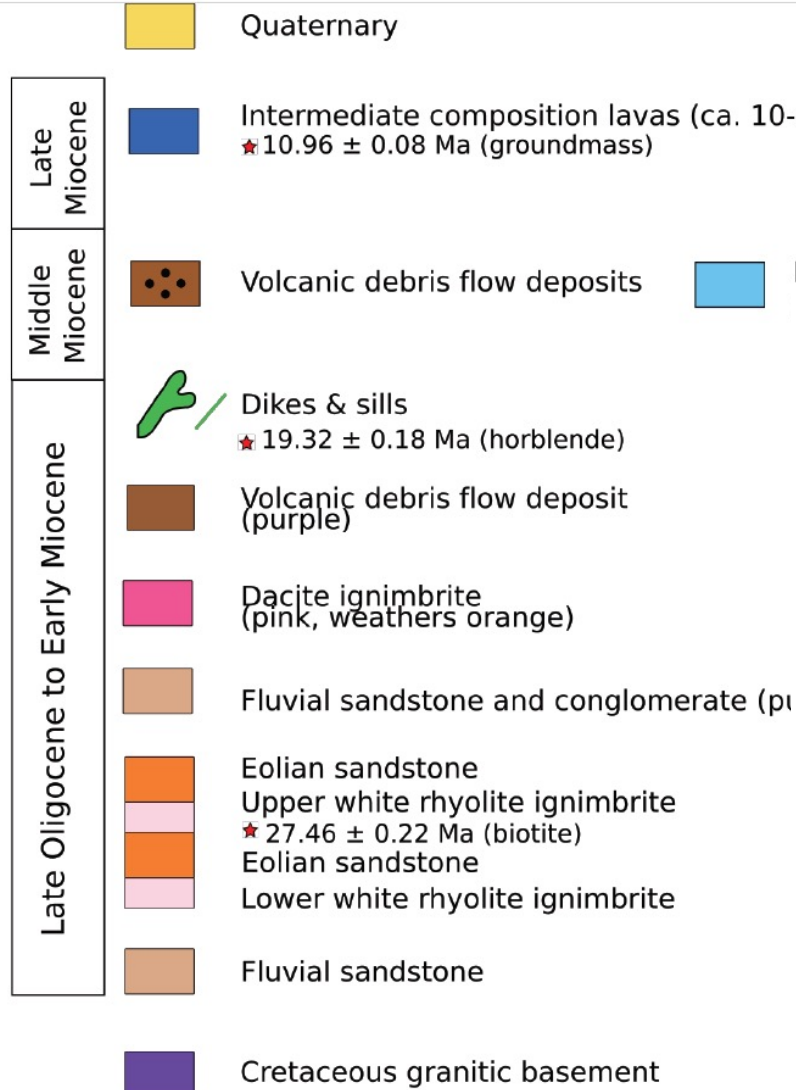 Quaternary
Late
Miocene
Intermediate composition lavas (ca. 10-
10.96 ± 0.08 Ma (groundmass)
Middle
Miocene
Volcanic debris flow deposits
Late Oligocene to Early Miocene
Dikes & sills
19.32 ± 0.18 Ma (horblende)
Volcanic debris flow deposit
(purple)
Dacite ignimbrite
(pink, weathers orange)
Fluvial sandstone and conglomerate
Eolian sandstone
Upper white rhyolite ignimbrite
27.46 ± 0.22 Ma (biotite)
Eolian sandstone
Lower white rhyolite ignimbrite
Fluvial sandstone
Cretaceous granitic basement